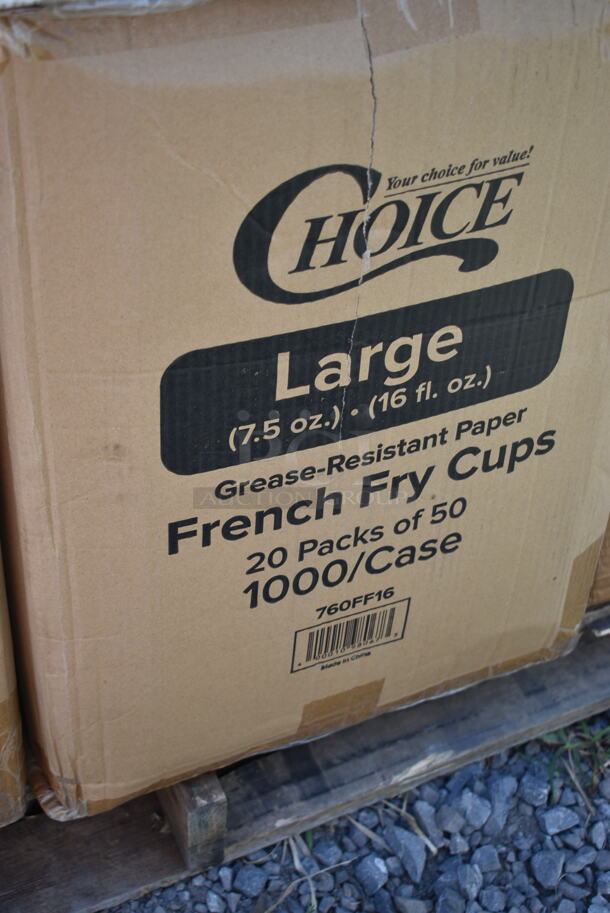 Your choice for value!
CHOICE
Large
(7.5 oz.) • (16 fl. oz.)
Grease-Resistant Paper
French Fry Cups
20 Packs of 50
1000/Case
760FF16
Made in China